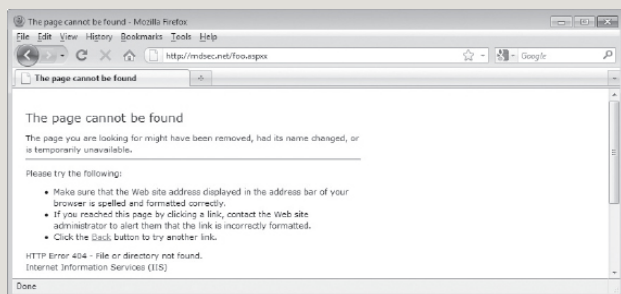 The page cannot be found - Mozilla Firefox
File Edit View History Bookmarks Tools Help
http://mdsec.net/foo.aspxx
Google
The page cannot be found
The page cannot be found
The page you are looking for might have been removed, had its name changed, or
is temporarily unavailable.
Please try the following:
• Make sure that the Web site address displayed in the address bar of your
browser is spelled and formatted correctly.
• If you reached this page by clicking a link, contact the Web site
administrator to alert them that the link is incorrectly formatted.
• Click the Back button to try another link.
HTTP Error 404 - File or directory not found.
Internet Information Services (IIS)
Done